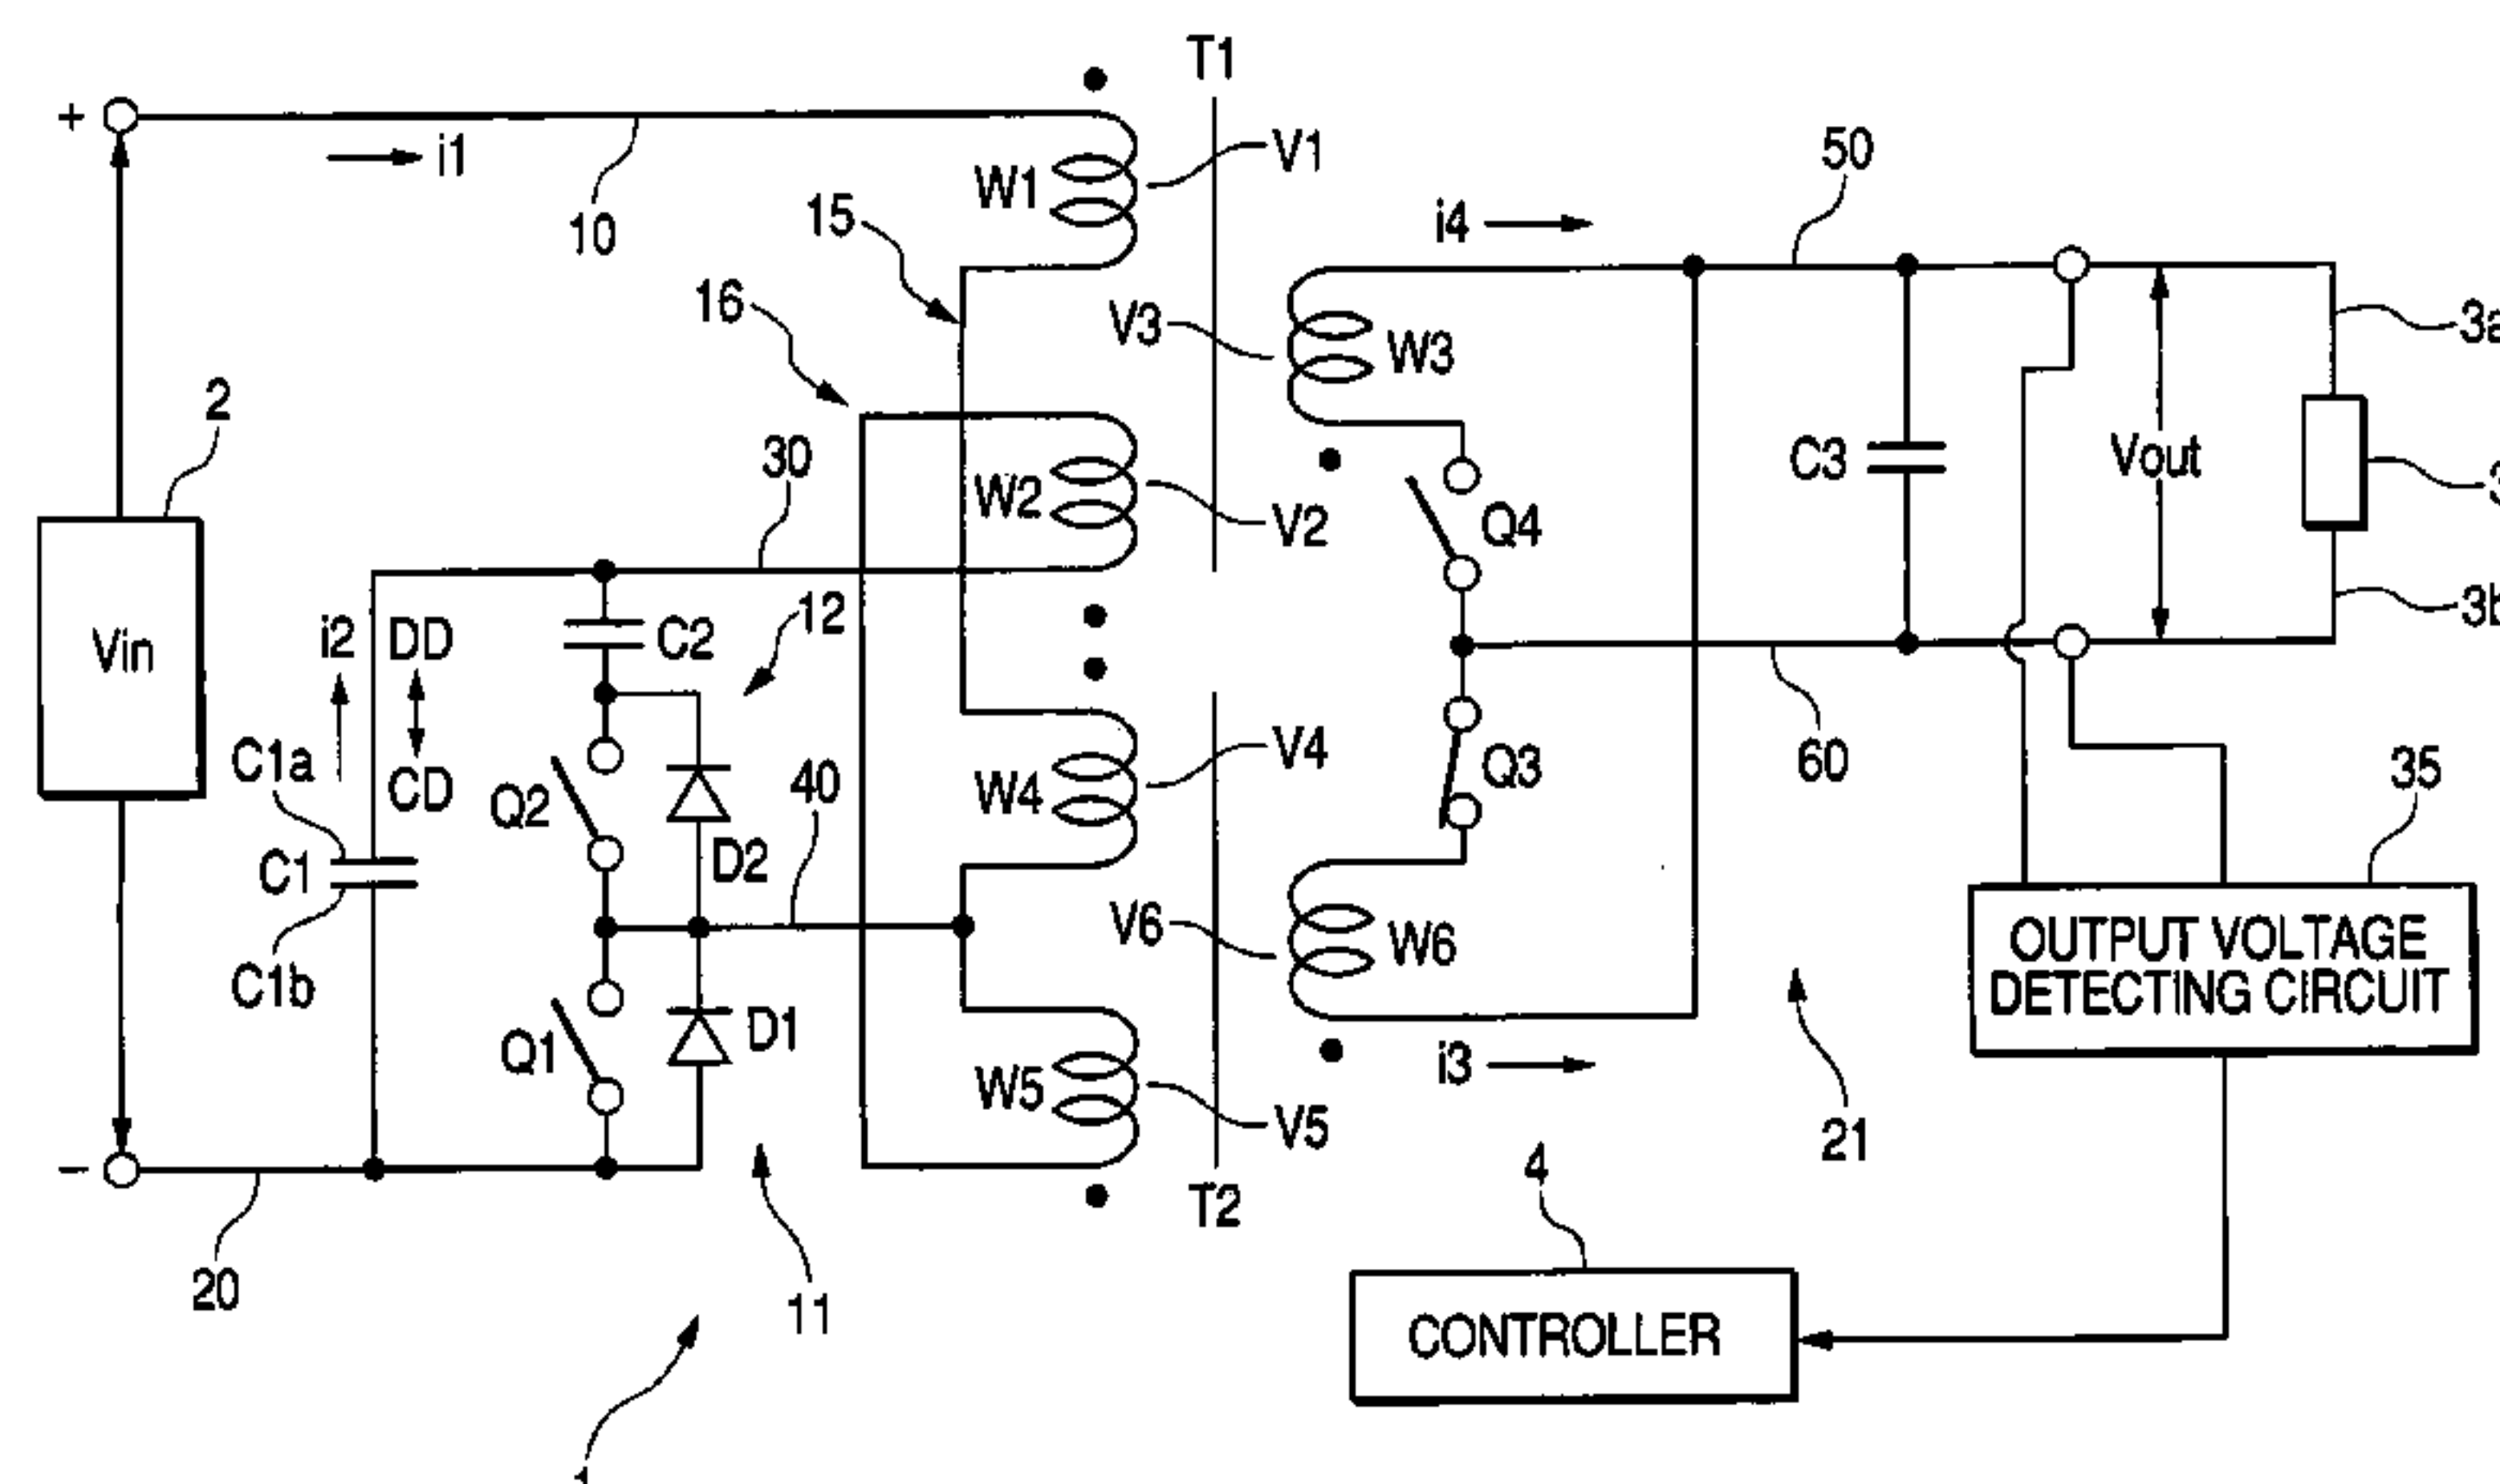 T1
+
i1
V1
W1
50
15
10
i4
16
V3
W3
3a
2
30
C3
Vout
W2
V2
Q4
i2
DD
C2
12
Vin
3b
C1a
CD
40
V4
Q3
60
35
Q2
W4
C1
D2
V6
W6
OUTPUT VOLTAGE
DETECTING CIRCUIT
C1b
Q1
D1
i3
W5
V5
21
−
4
T2
20
11
CONTROLLER